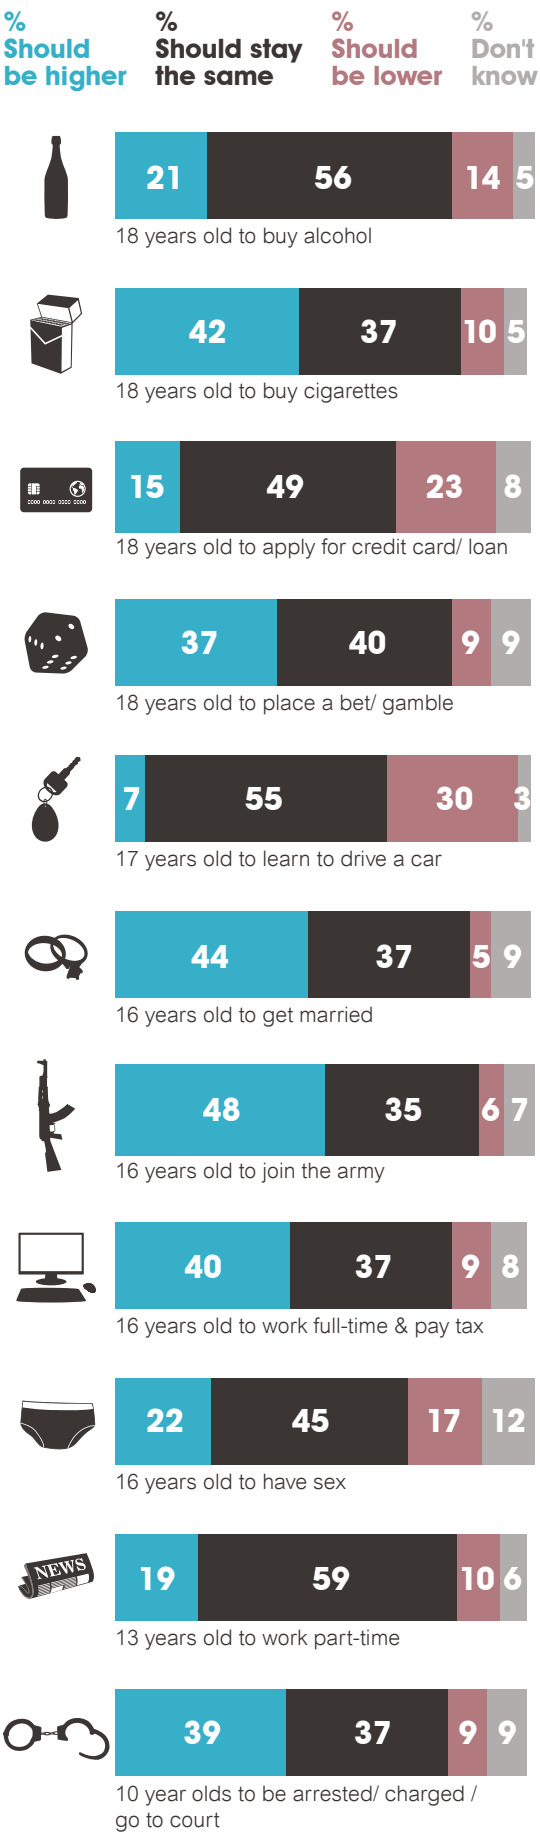 % % % %
Should Should stay Should Don't
be higher the same be lower know
21 56 14 5
18 years old to buy alcohol
42 37 10 5
18 years old to buy cigarettes
0000 0000 0000 0000
15 49 23 8
18 years old to apply for credit card/ loan
37 40 9 9
18 years old to place a bet/ gamble
7 55 30 3
17 years old to learn to drive a car
44 37 5 9
16 years old to get married
48 35 6 7
16 years old to join the army
40 37 9 8
16 years old to work full-time & pay tax
22 45 17 12
16 years old to have sex
NEWS
19 59 10 6
13 years old to work part-time
39 37 9 9
10 year olds to be arrested/ charged /
go to court